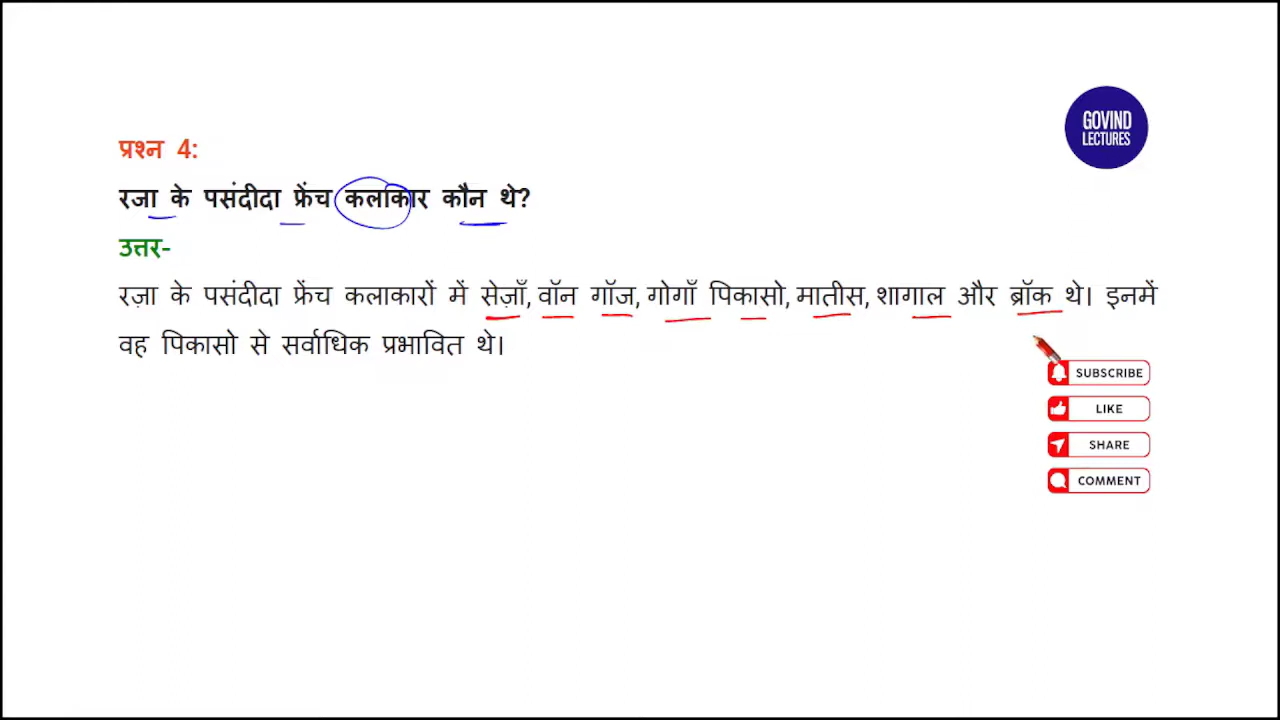 GOVIND
LECTURES
प्रश्न 4:
रजा के पसंदीदा फ्रेंच कलाकार कौन थे?
उत्तर-
रज़ा के पसंदीदा फ्रेंच कलाकारों में सेज़ाँ, वॉन गॉज, गोगाँ पिकासो, मातीस, शागाल और ब्रॉक थे। इनमें
वह पिकासो से सर्वाधिक प्रभावित थे।
SUBSCRIBE
LIKE
SHARE
COMMENT